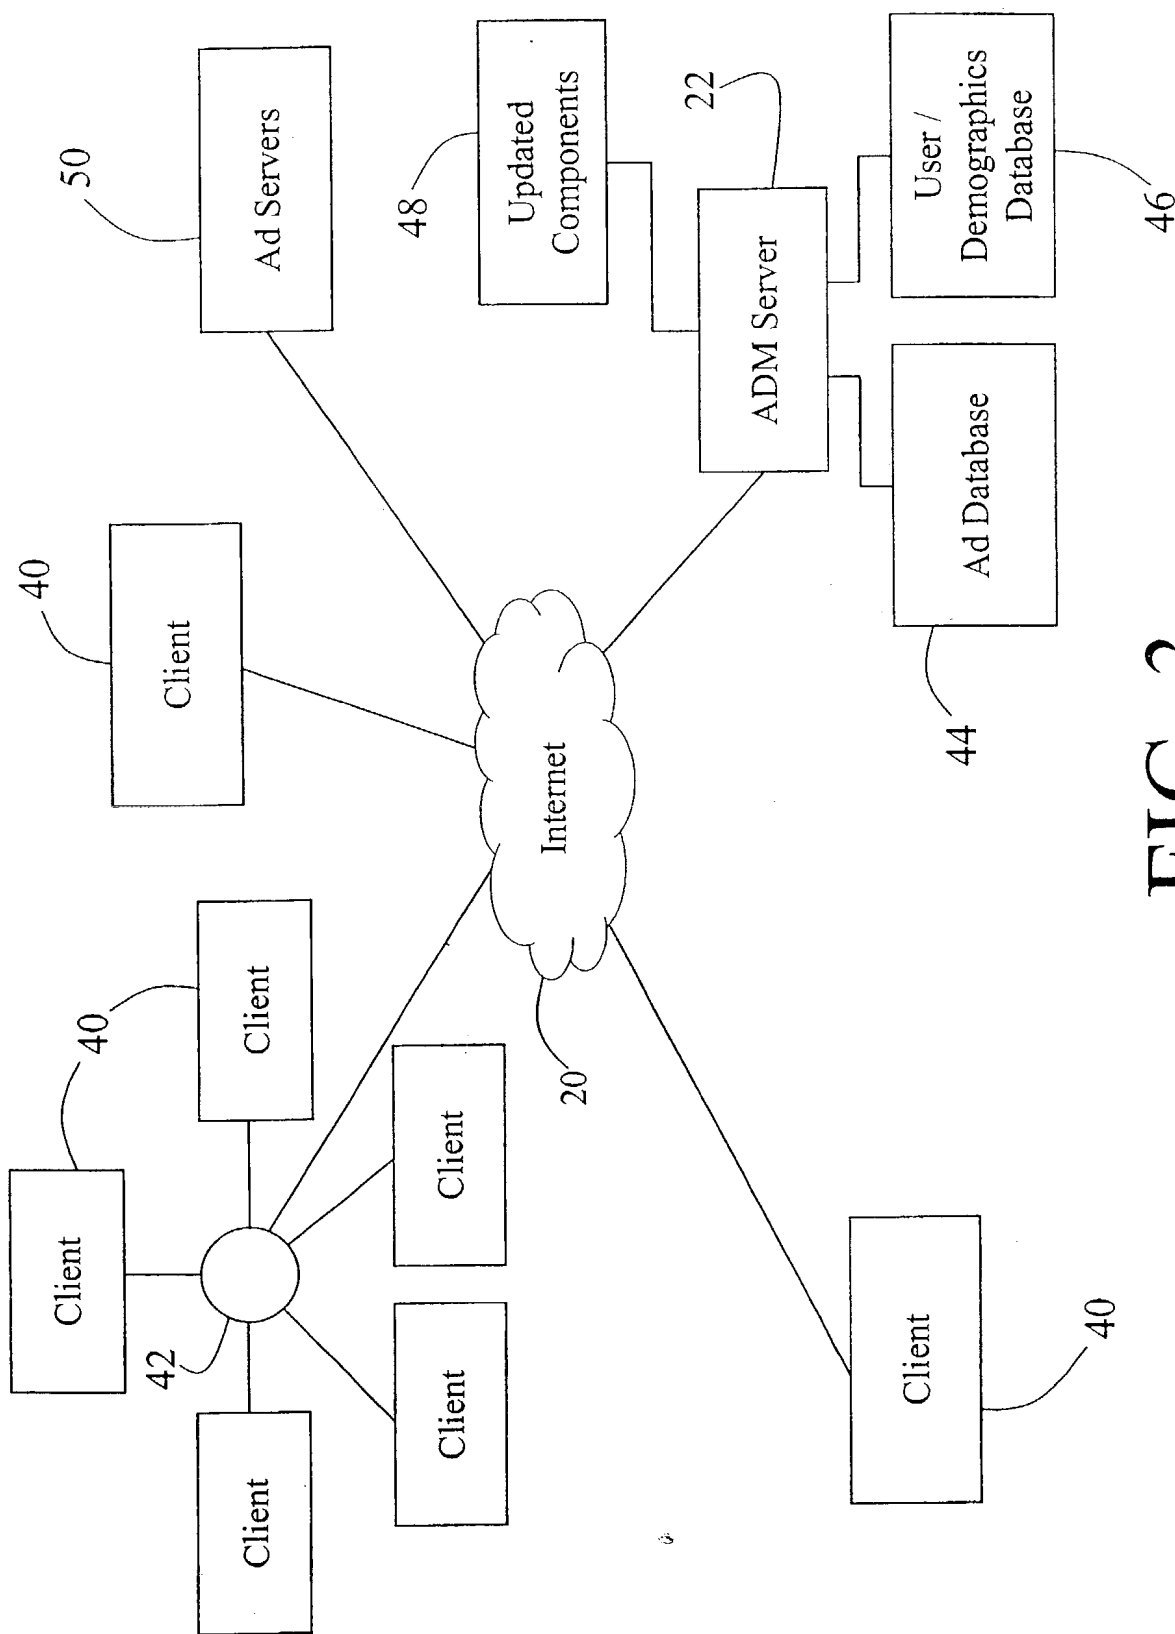 40
50
Client
40
Client
42
Client
Client
Ad Servers
48
Client
Client
Updated
Components
Internet
20
22
ADM Server
Client
User /
Demographics
Database
Ad Database
44
40
46
FIG.